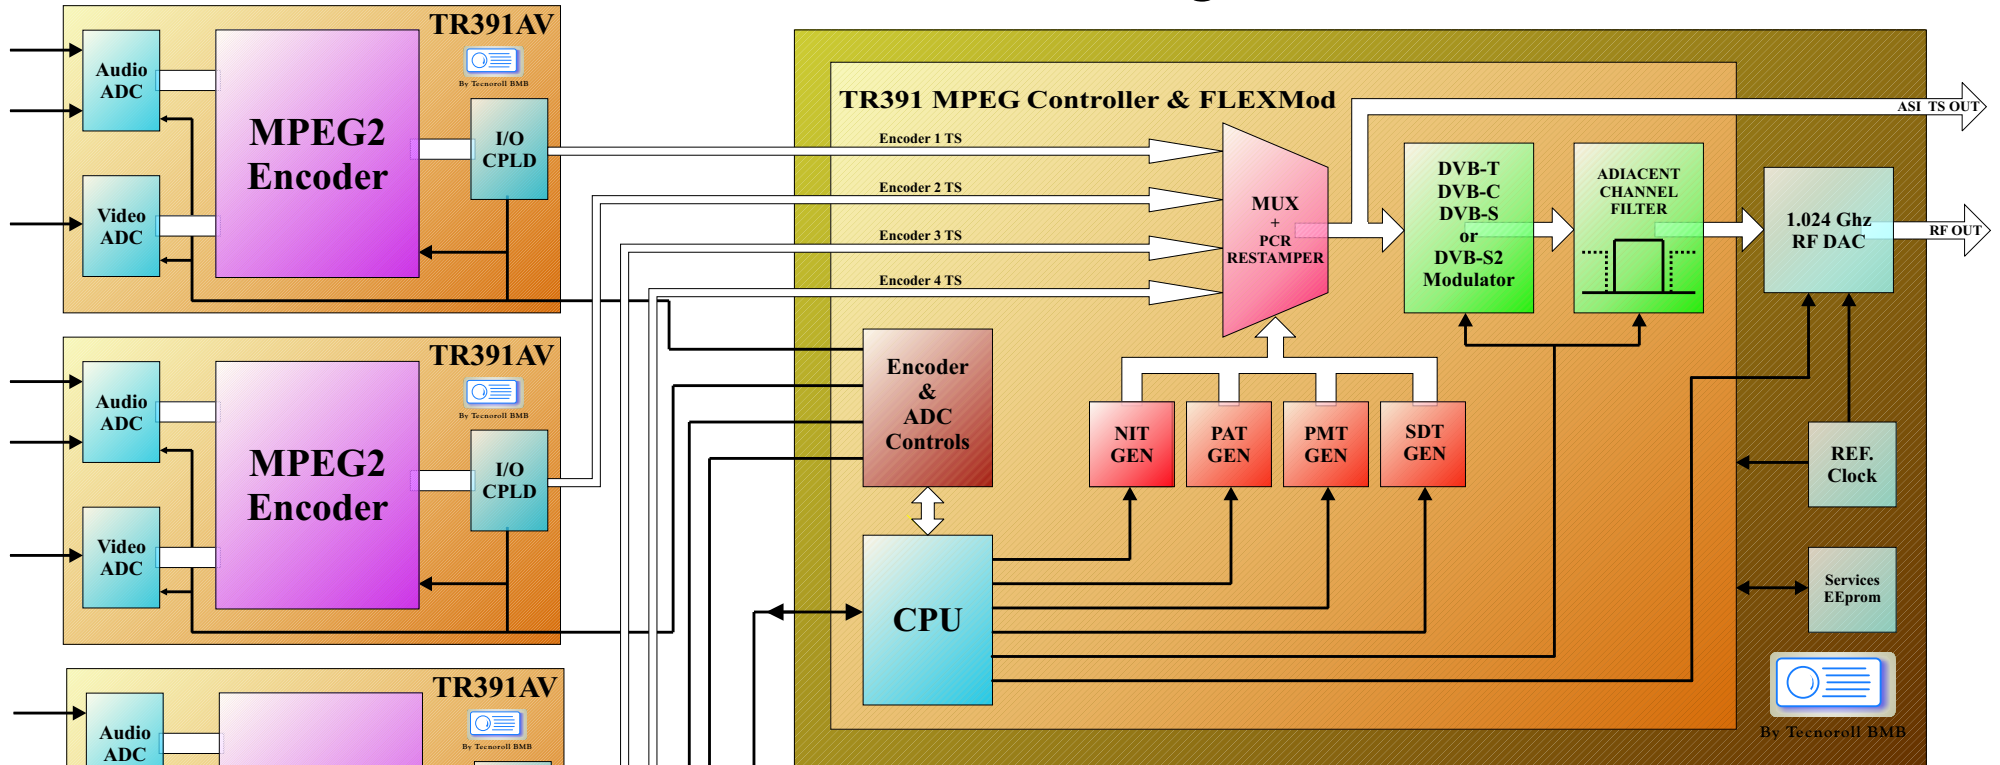 TR391AV
By Tecnoroll BMB
Audio
ADC
MPEG2
Encoder
I/O
CPLD
Video
ADC
TR391AV
By Tecnoroll BMB
Audio
ADC
MPEG2
Encoder
I/O
CPLD
Video
ADC
TR391AV
By Tecnoroll BMB
Audio
ADC
TR391 MPEG Controller & FLEXMod
Encoder 1 TS
Encoder 2 TS
Encoder 3 TS
Encoder 4 TS
MUX
+
PCR
RESTAMPER
DVB-T
DVB-C
DVB-S
or
DVB-S2
Modulator
ADIACENT
CHANNEL
FILTER
1.024 Ghz
RF DAC
ASI TS OUT
RF OUT
Encoder
&
ADC
Controls
NIT
GEN
PAT
GEN
PMT
GEN
SDT
GEN
REF.
Clock
CPU
Services
EEprom
By Tecnoroll BMB